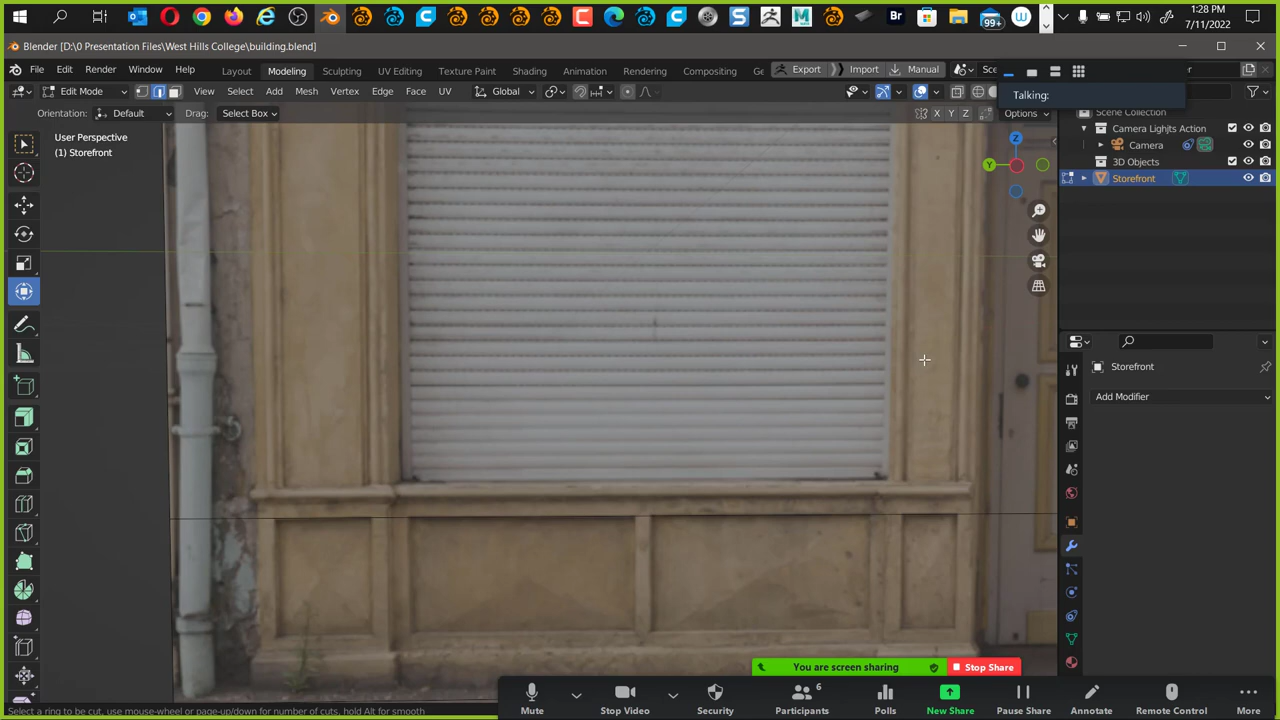 1:28 PM
7/11/2022
99+
Br
Blender [D:\0 Presentation Files\West Hills College\building.blend]
File Edit Render Window Help Layout Modeling Sculpting UV Editing Texture Paint Shading Animation Rendering Compositing Export Import Manual
Edit Mode View Select Add Mesh Vertex Edge Face UV Global
Talking:
Orientation: Default Drag: Select Box X Y Z Options
Scene Collection
User Perspective
(1) Storefront
Camera Lighjts Action
Camera
3D Objects
Storefront
Z
Y
Storefront
Add Modifier
You are screen sharing Stop Share
6
Mute Stop Video Security Participants Polls New Share Pause Share Annotate Remote Control More
Select a ring to be cut, use mouse-wheel or page-up/down for number of cuts, hold Alt for smooth